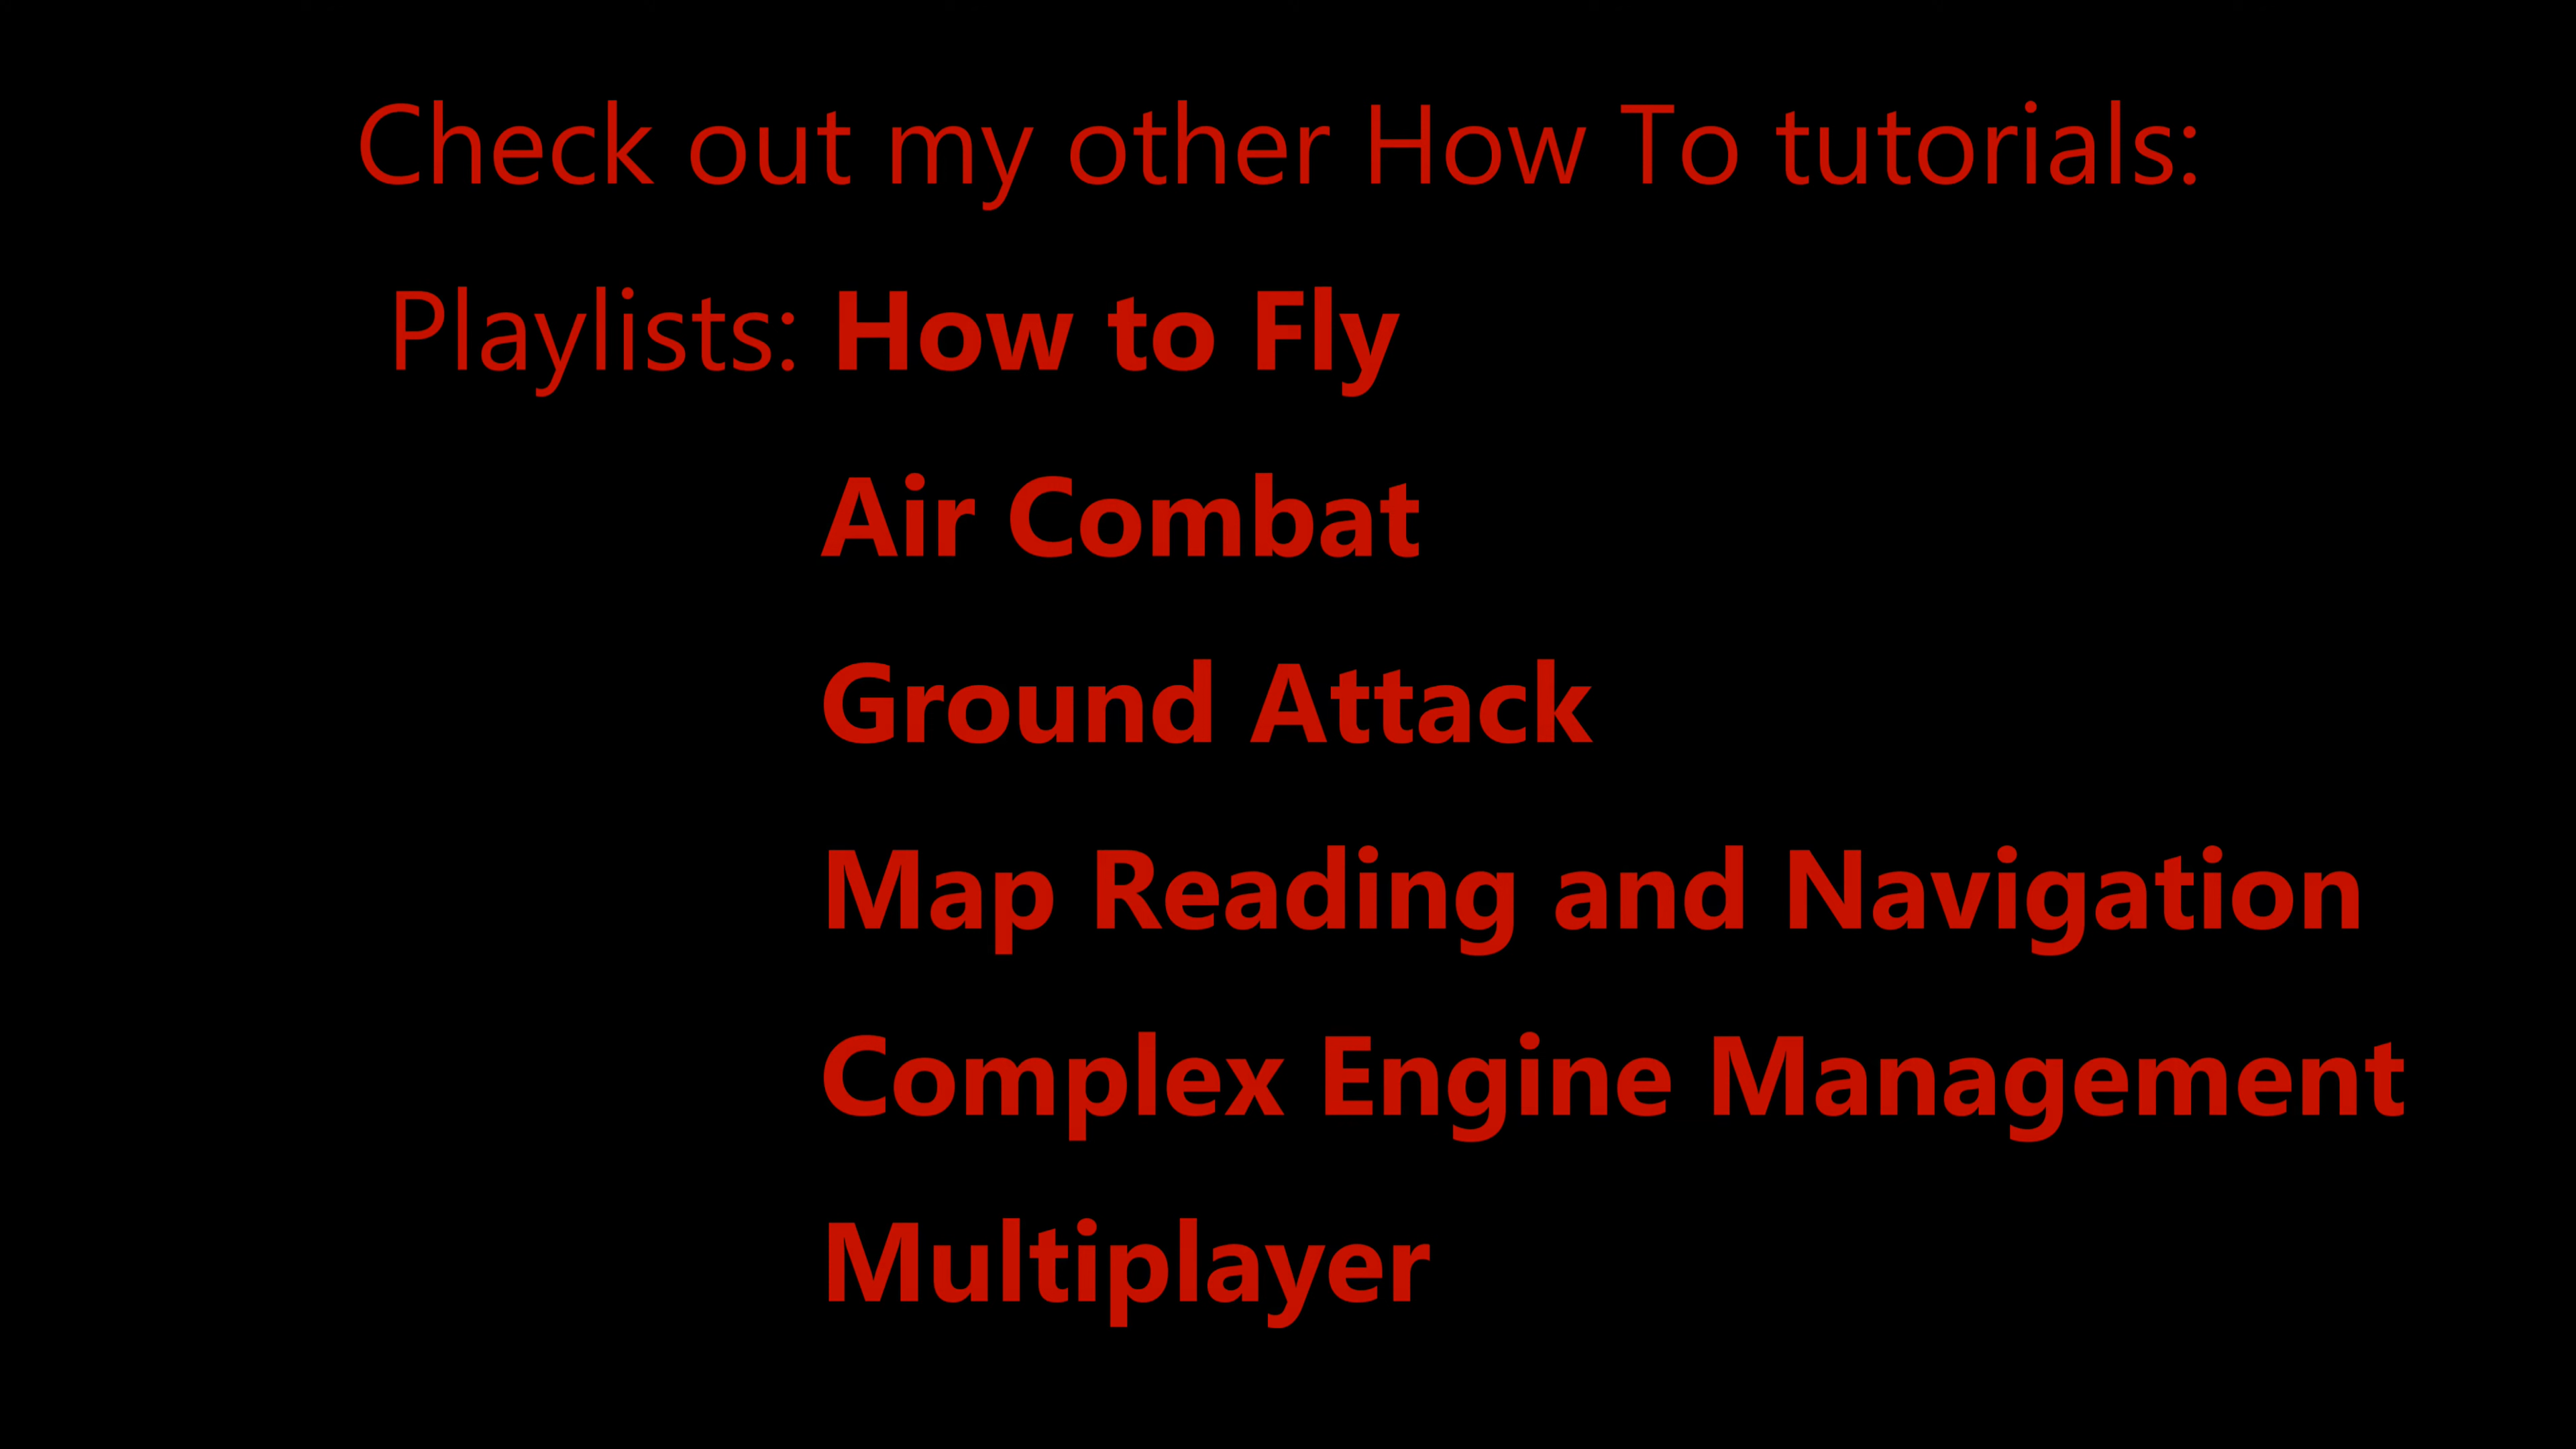 Check out my other How To tutorials:
Playlists: How to Fly
Air Combat
Ground Attack
Map Reading and Navigation
Complex Engine Management
Multiplayer